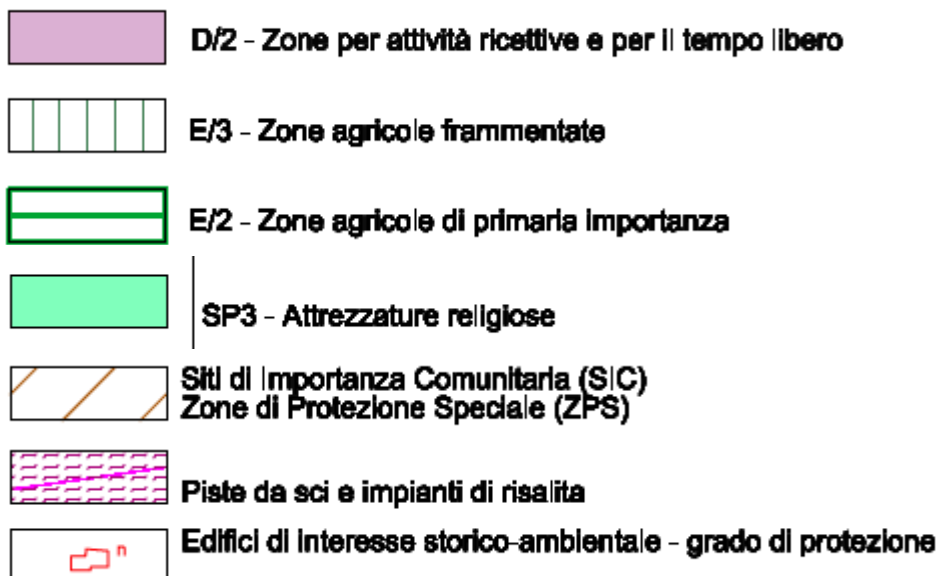 D/2 - Zone per attività ricettive e per il tempo libero
E/3 - Zone agricole frammentate
E/2 - Zone agricole di primaria importanza
SP3 - Attrezzature religiose
Siti di Importanza Comunitaria (SIC)
Zone di Protezione Speciale (ZPS)
Piste da sci e impianti di risalita
n
Edifici di interesse storico-ambientale - grado di protezione